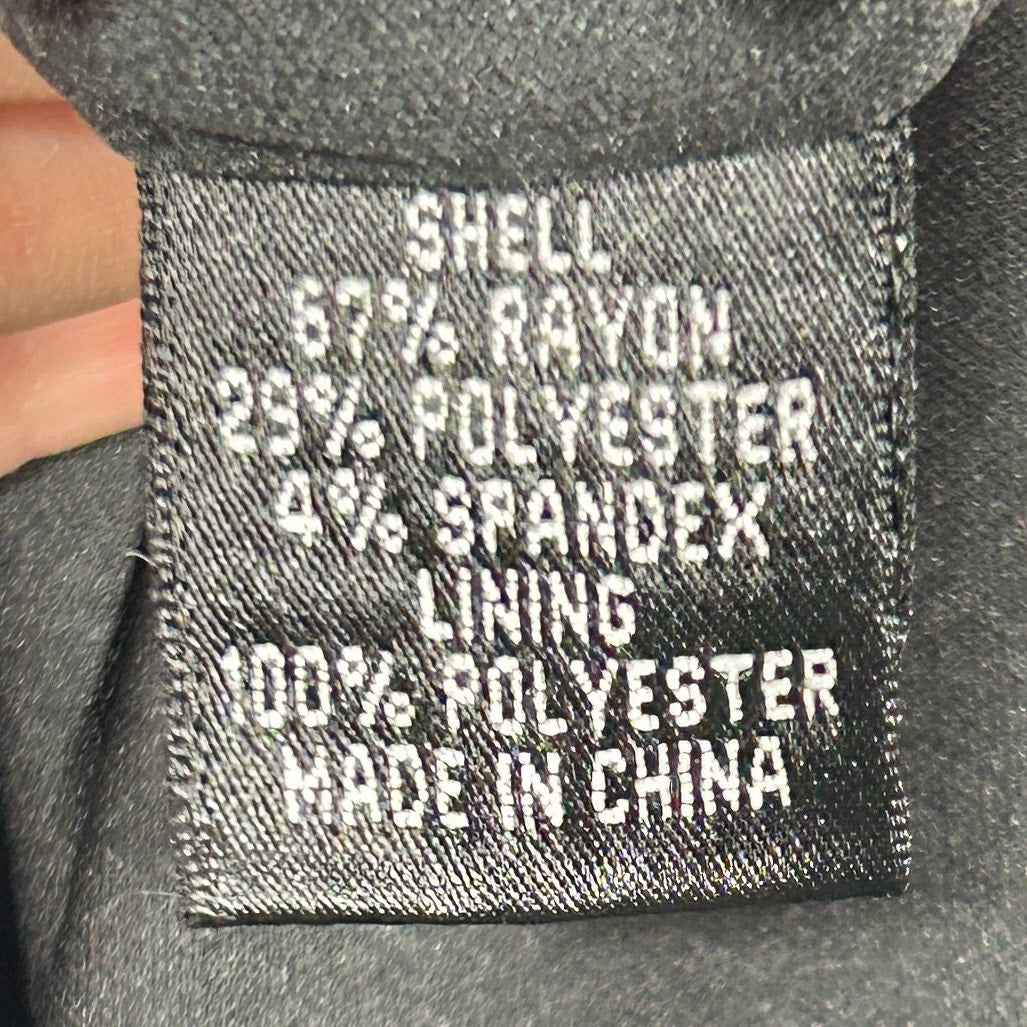 SHELL
67% RAYON
29% POLYESTER
4% SPANDEX
LINING
100% POLYESTER
MADE IN CHINA